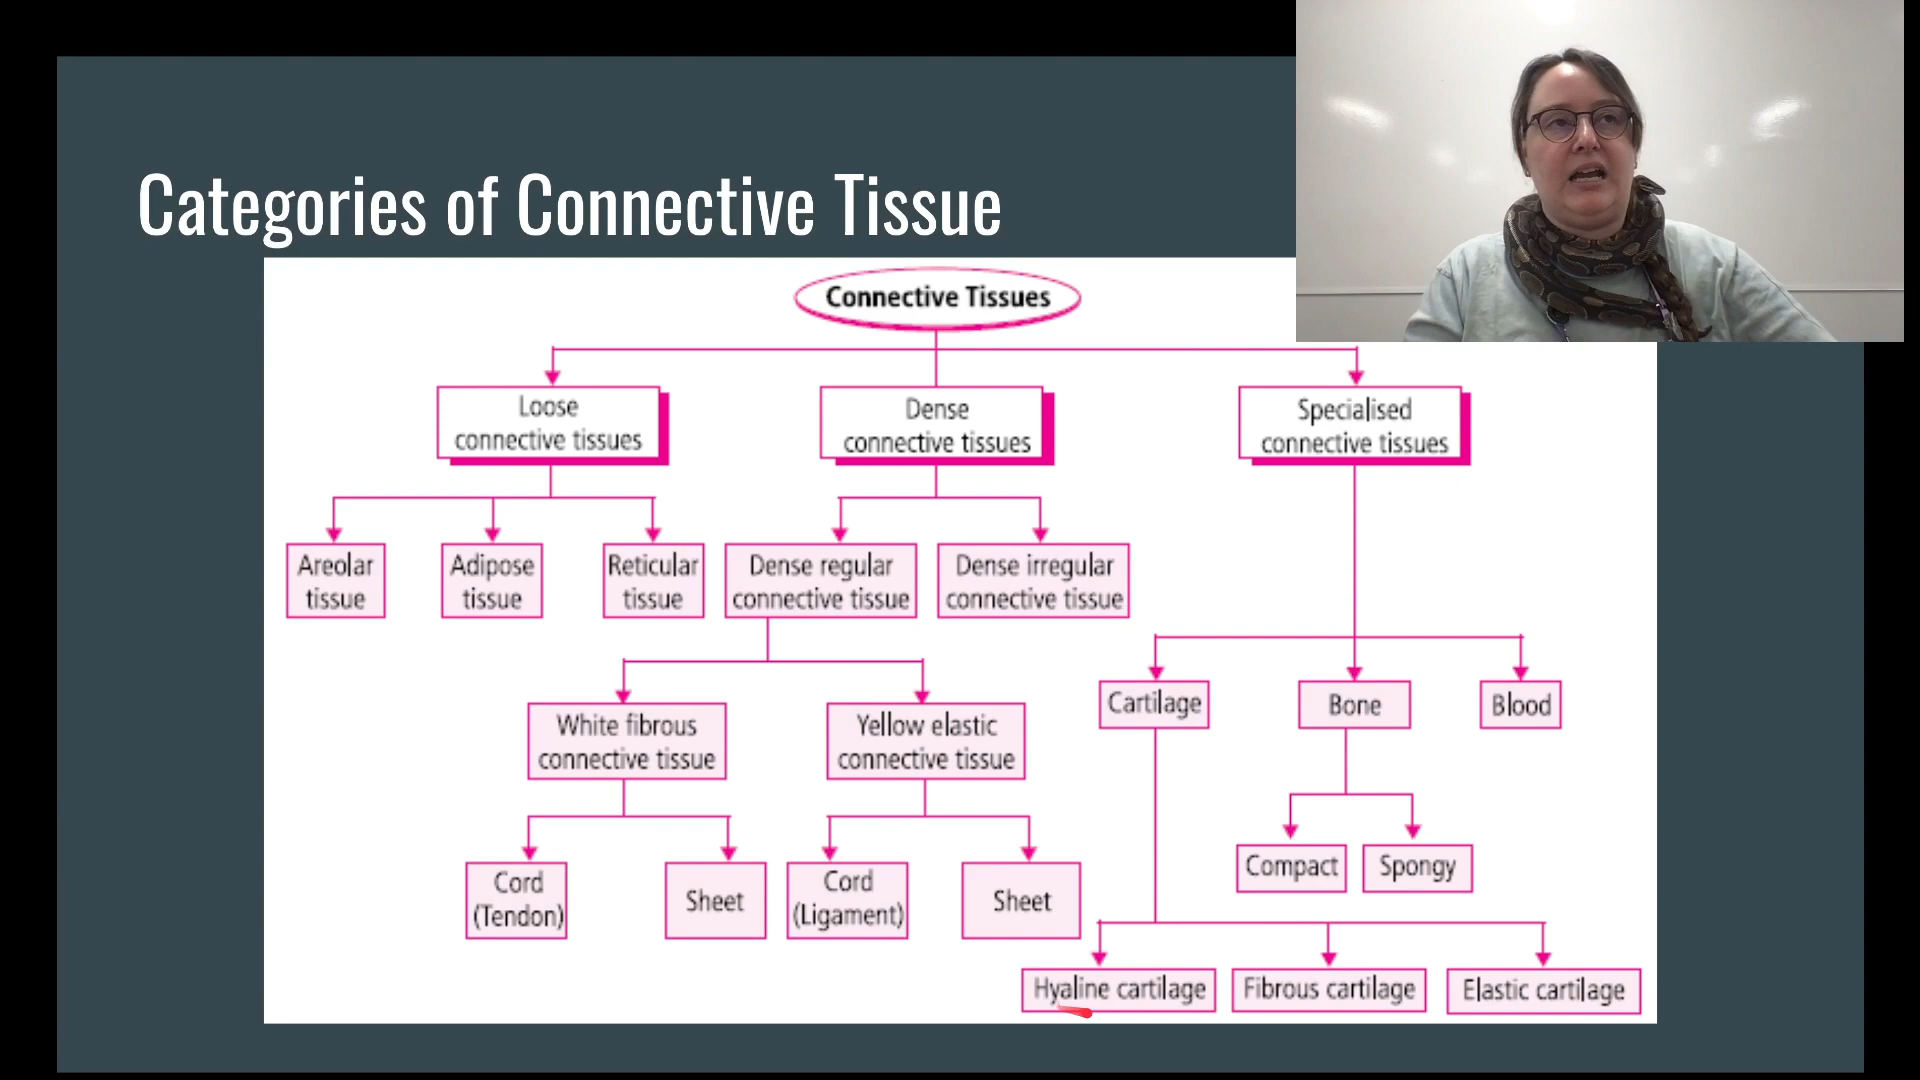 Categories of Connective Tissue
Connective Tissues
Loose
connective tissues
Dense
connective tissues
Specialised
connective tissues
Areolar
tissue
Adipose
tissue
Reticular
tissue
Dense regular
connective tissue
Dense irregular
connective tissue
White fibrous
connective tissue
Yellow elastic
connective tissue
Cartilage
Bone
Blood
Cord
(Tendon)
Sheet
Cord
(Ligament)
Sheet
Compact
Spongy
Hyaline cartilage
Fibrous cartilage
Elastic cartilage